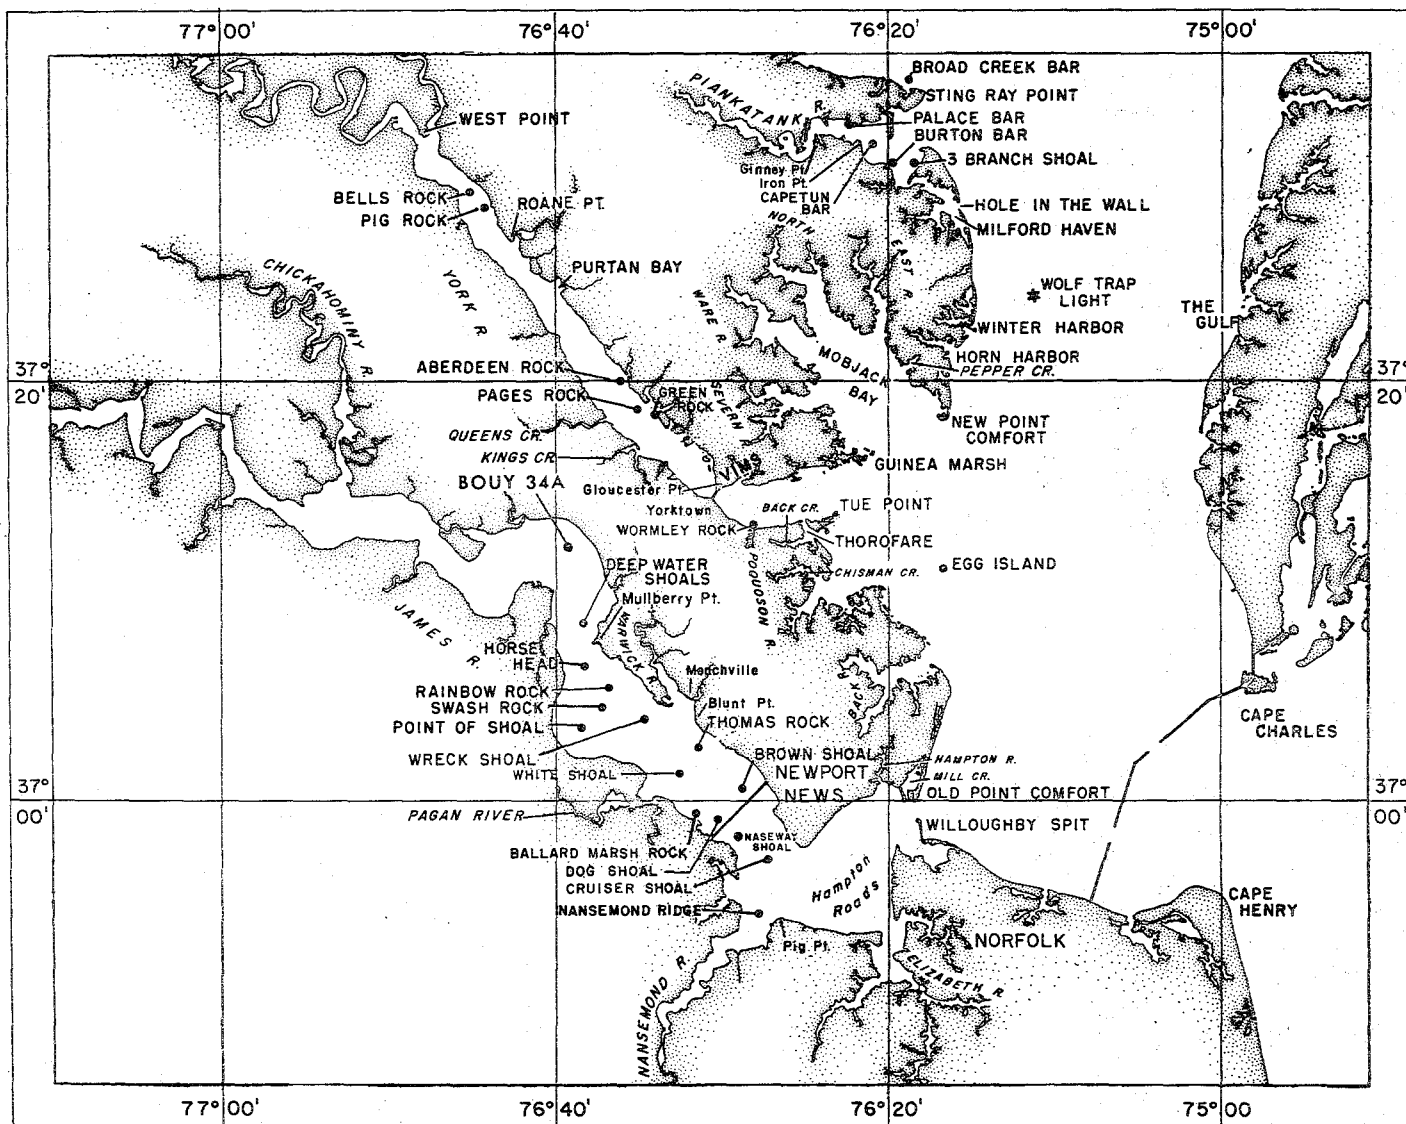 77°00'
76°40'
76°20'
75°00'
BROAD CREEK BAR
STING RAY POINT
PIANKATANK R.
PALACE BAR
BURTON BAR
WEST POINT
3 BRANCH SHOAL
Ginney Pt.
Iron Pt.
CAPETUN
BAR
BELLS ROCK
PIG ROCK
ROANE PT.
HOLE IN THE WALL
MILFORD HAVEN
NORTH
EAST R.
CHICKAHOMINY R.
YORK R.
PURTAN BAY
WARE R.
WOLF TRAP
LIGHT
THE
GULF
WINTER HARBOR
MOBJACK
BAY
HORN HARBOR
PEPPER CR.
ABERDEEN ROCK
37°
20'
37°
20'
PAGES ROCK
GREEN
ROCK
SEVERN
NEW POINT
COMFORT
QUEENS CR.
KINGS CR.
VIMS
GUINEA MARSH
BOUY 34A
Gloucester Pt.
Yorktown
WORMLEY ROCK
BACK CR.
TUE POINT
THOROFARE
DEEP WATER
SHOALS
POQUOSON R.
CHISMAN CR.
EGG ISLAND
Mullberry Pt.
JAMES R.
WARWICK R.
HORSE
HEAD
Menchville
RAINBOW ROCK
SWASH ROCK
POINT OF SHOAL
Blunt Pt.
THOMAS ROCK
BACK R.
CAPE
CHARLES
WRECK SHOAL
WHITE SHOAL
BROWN SHOAL
NEWPORT
NEWS
HAMPTON R.
MILL CR.
OLD POINT COMFORT
37°
00'
37°
00'
PAGAN RIVER
WILLOUGHBY SPIT
NASEWAY
SHOAL
BALLARD MARSH ROCK
DOG SHOAL
CRUISER SHOAL
Hampton
Roads
NANSEMOND RIDGE
CAPE
HENRY
Pig Pt.
NORFOLK
ELIZABETH R.
NANSEMOND R.
77°00'
76°40'
76°20'
75°00'